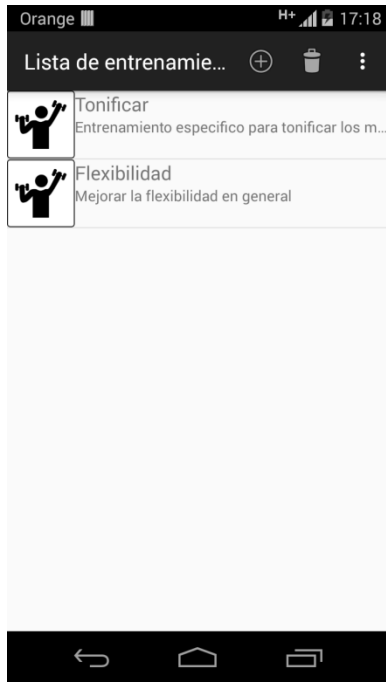 Orange H+ 17:18
Lista de entrenamie...
Tonificar
Entrenamiento especifico para tonificar los m...
Flexibilidad
Mejorar la flexibilidad en general